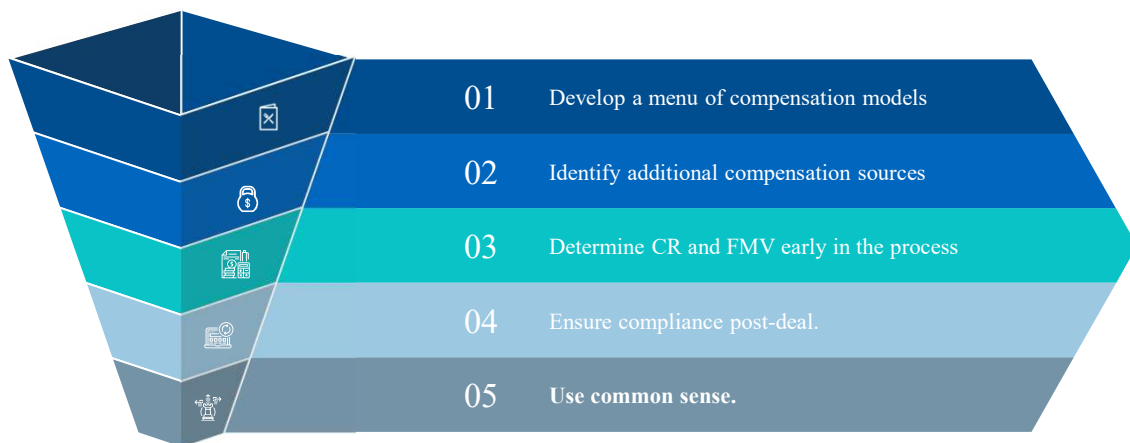 01 Develop a menu of compensation models
02 Identify additional compensation sources
03 Determine CR and FMV early in the process
04 Ensure compliance post-deal.
05 Use common sense.